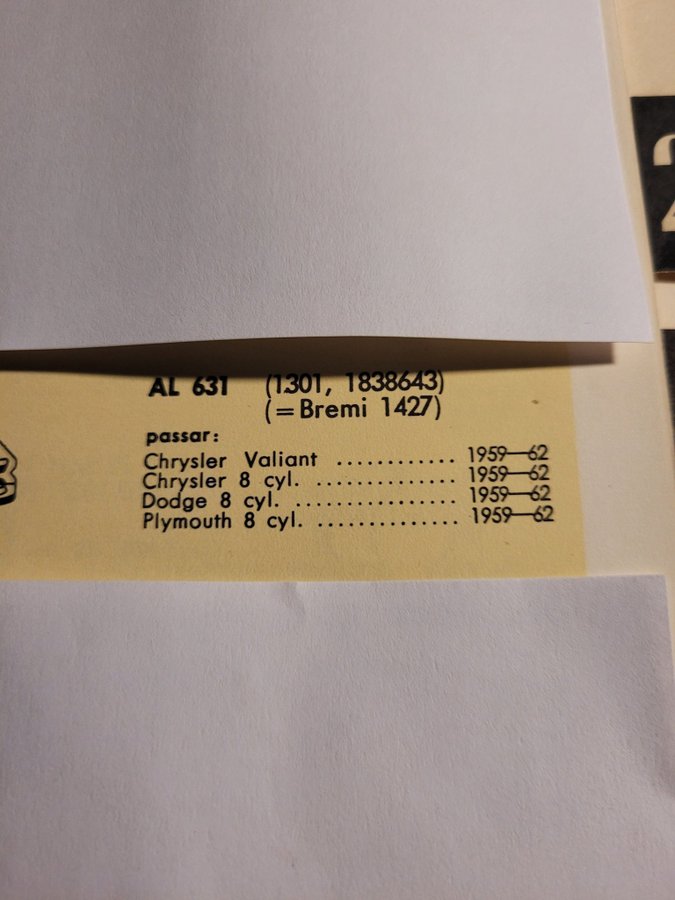 AL 631 (1301, 1838643)
(=Bremi 1427)
passar:
Chrysler Valiant ............ 1959—62
Chrysler 8 cyl. .............. 1959—62
Dodge 8 cyl. ................ 1959—62
Plymouth 8 cyl. .............. 1959—62